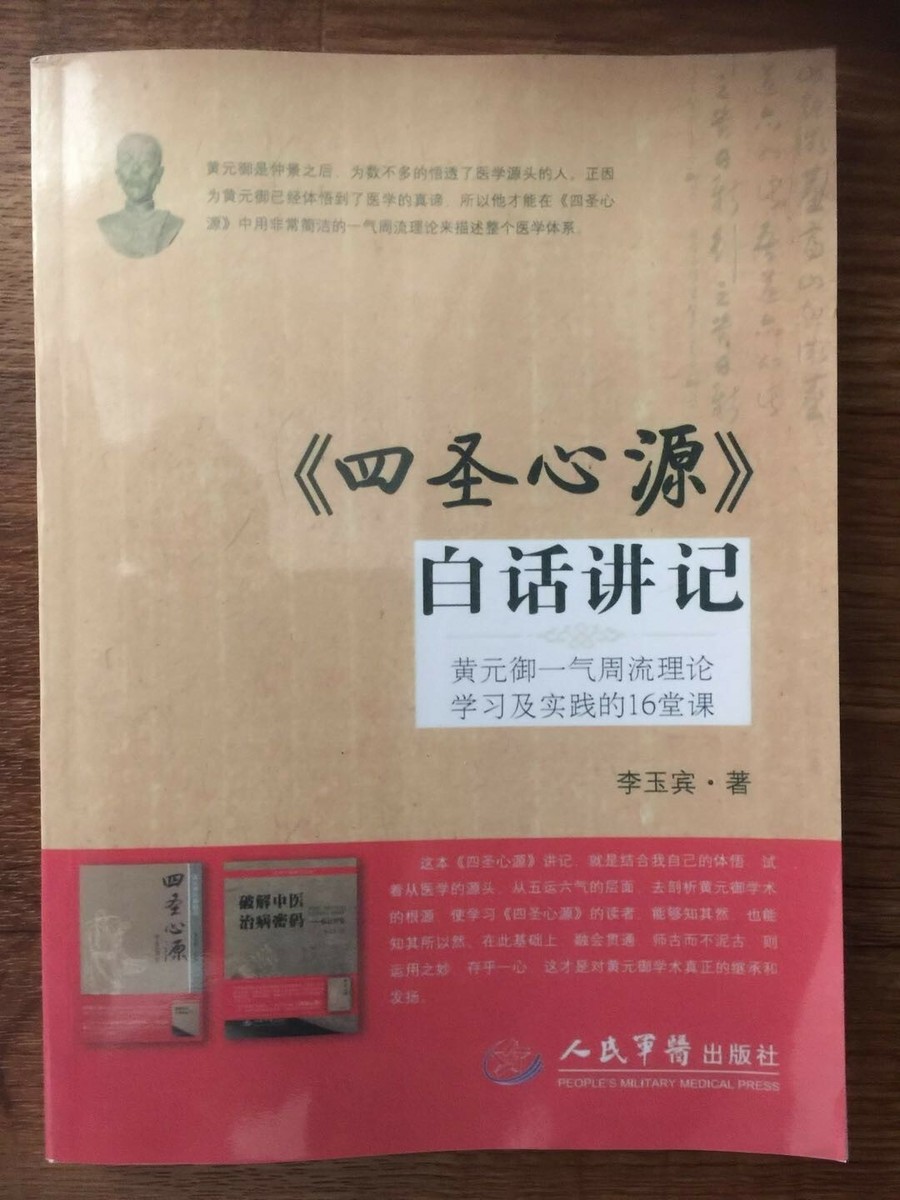 黄元御是仲景之后，为数不多的悟透了医学源头的人。正因
为黄元御已经体悟到了医学的真谛，所以他才能在《四圣心
源》中用非常简洁的一气周流理论来描述整个医学体系。
《四圣心源》
白话讲记
黄元御一气周流理论
学习及实践的16堂课
李玉宾·著
这本《四圣心源》讲记，就是结合我自己的体悟，试
着从医学的源头，从五运六气的层面，去剖析黄元御学术
的根源，使学习《四圣心源》的读者，能够知其然，也能
知其所以然，在此基础上，融会贯通，师古而不泥古，则
运用之妙，存乎一心，这才是对黄元御学术真正的继承和
发扬。
四圣心源
破解中医
治病密码
人民军醫出版社
PEOPLE'S MILITARY MEDICAL PRESS